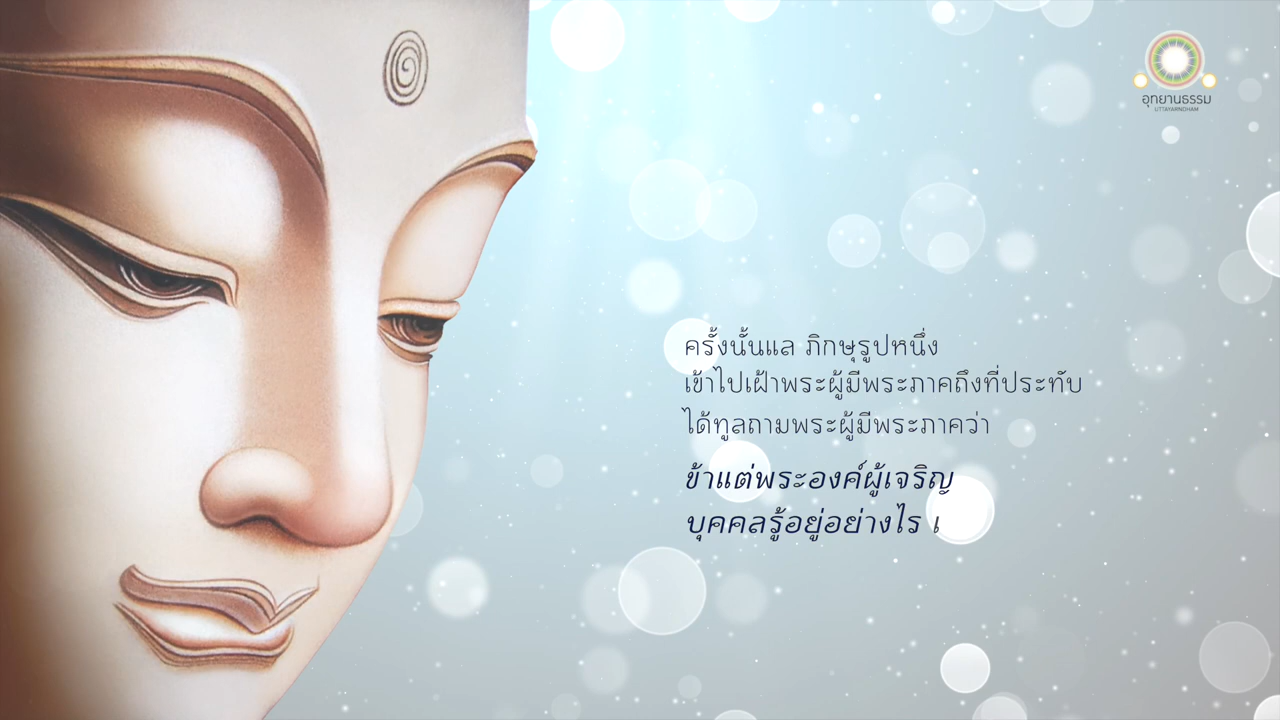 อุทยานธรรม
UTTAYARNDHAM
ครั้งนั้นแล ภิกษุรูปหนึ่ง
เข้าไปเฝ้าพระผู้มีพระภาคถึงที่ประทับ
ได้ทูลถามพระผู้มีพระภาคว่า
ข้าแต่พระองค์ผู้เจริญ
บุคคลรู้อยู่อย่างไร เ